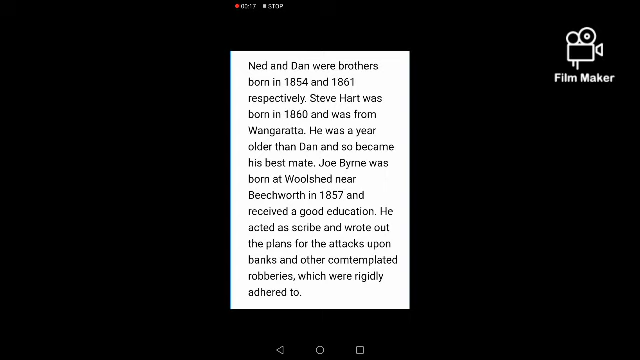 00:17 STOP
Film Maker
Ned and Dan were brothers
born in 1854 and 1861
respectively. Steve Hart was
born in 1860 and was from
Wangaratta. He was a year
older than Dan and so became
his best mate. Joe Byrne was
born at Woolshed near
Beechworth in 1857 and
received a good education. He
acted as scribe and wrote out
the plans for the attacks upon
banks and other comtemplated
robberies, which were rigidly
adhered to.